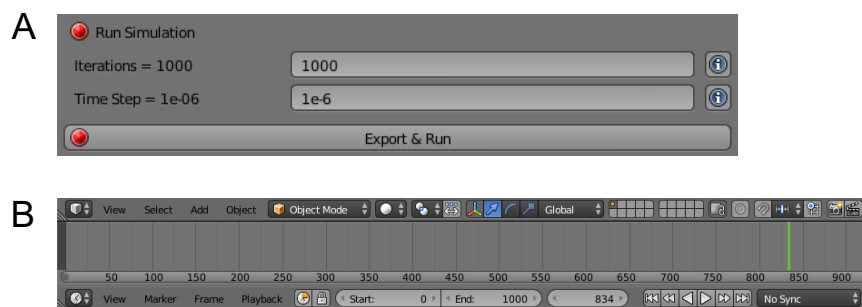 A
Run Simulation
Iterations = 1000 1000
Time Step = 1e-06 1e-6
Export & Run
B
View Select Add Object Object Mode Global
50 100 150 200 250 300 350 400 450 500 550 600 650 700 750 800 850 900
View Marker Frame Playback Start: 0 End: 1000 834 No Sync